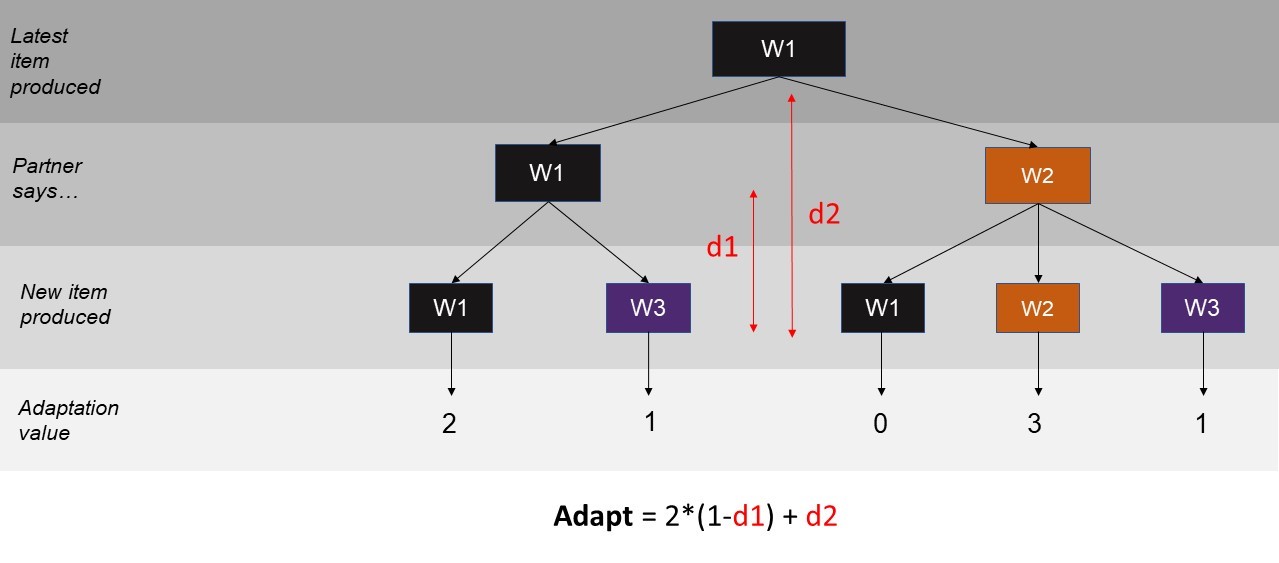 Latest
item
produced
W1
Partner
says…
W1
W2
d1
d2
New item
produced
W1
W3
W1
W2
W3
Adaptation
value
2
1
0
3
1
Adapt = 2*(1-d1) + d2